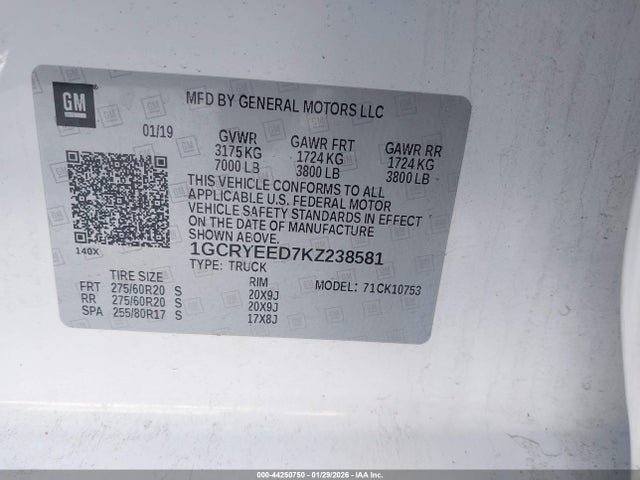 GM
MFD BY GENERAL MOTORS LLC
01/19
GVWR GAWR FRT GAWR RR
3175 KG 1724 KG 1724 KG
7000 LB 3800 LB 3800 LB
THIS VEHICLE CONFORMS TO ALL
APPLICABLE U.S. FEDERAL MOTOR
VEHICLE SAFETY STANDARDS IN EFFECT
ON THE DATE OF MANUFACTURE
SHOWN ABOVE.
140X
1GCRYEED7KZ238581
TYPE: TRUCK
TIRE SIZE RIM MODEL: 71CK10753
FRT 275/60R20 S 20X9J
RR 275/60R20 S 20X9J
SPA 255/80R17 S 17X8J
000-44250750 | 01/29/2026 - IAA Inc.